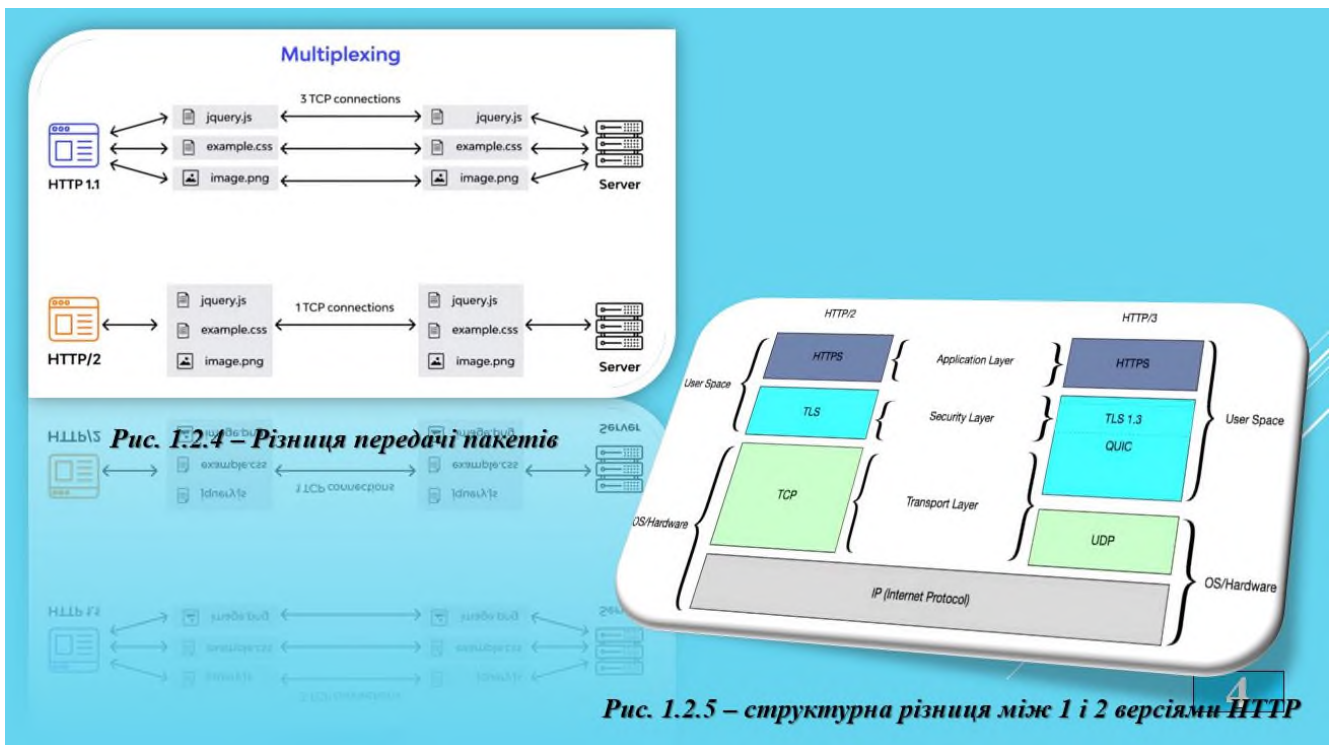 Multiplexing
3 TCP connections
jquery.js jquery.js
example.css example.css
image.png image.png
HTTP 1.1 Server
jquery.js jquery.js
1 TCP connections
example.css example.css
image.png image.png
HTTP/2 Server
Рис. 1.2.4 – Різниця передачі пакетів
HTTP/2 HTTP/3
HTTPS Application Layer HTTPS
User Space User Space
TLS Security Layer TLS 1.3
QUIC
TCP Transport Layer
OS/Hardware UDP
OS/Hardware
IP (Internet Protocol)
4
Рис. 1.2.5 – структурна різниця між 1 і 2 версіями HTTP